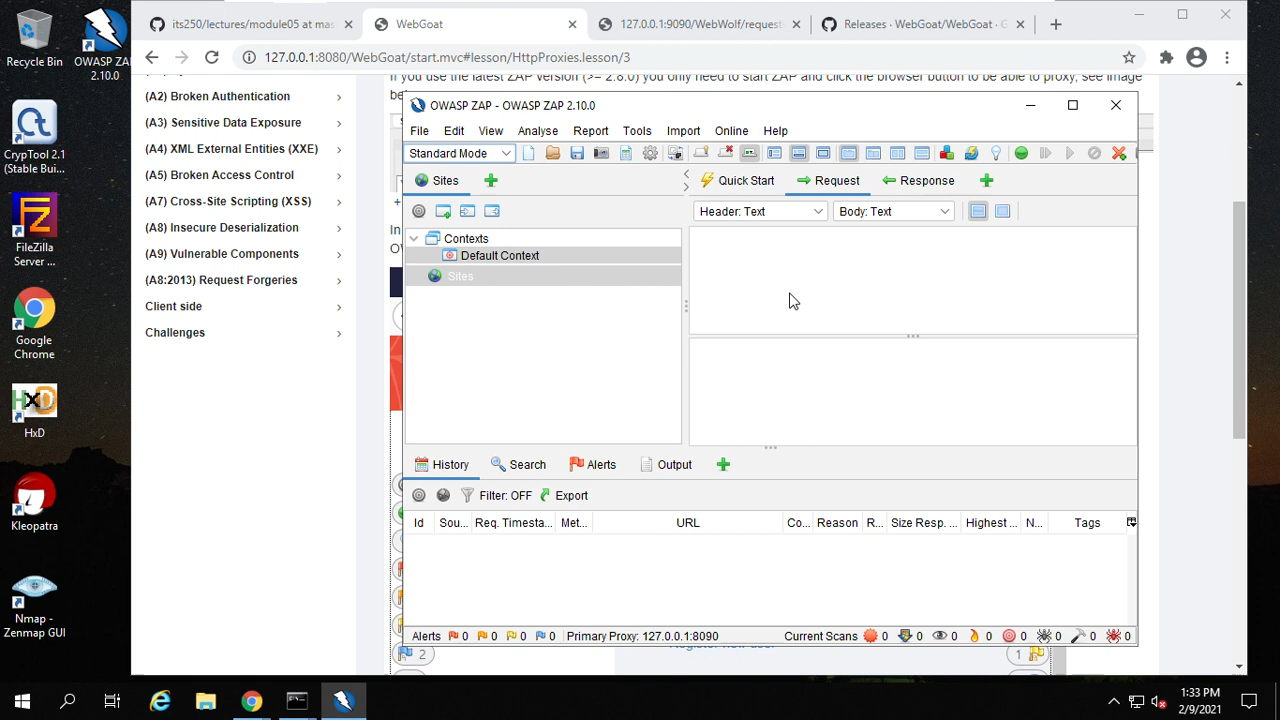 Recycle Bin
OWASP ZA
2.10.0
CrypTool 2.1
(Stable Bui...
FileZilla
Server ...
Google
Chrome
HxD
Kleopatra
Nmap -
Zenmap GUI
its250/lectures/module05 at mas
WebGoat
127.0.0.1:9090/WebWolf/request
Releases · WebGoat/WebGoat · G
127.0.0.1:8080/WebGoat/start.mvc#lesson/HttpProxies.lesson/3
If you use the latest ZAP version (>= 2.8.0) you only need to start ZAP and click the browser button to be able to proxy, see image
be
(A2) Broken Authentication
(A3) Sensitive Data Exposure
(A4) XML External Entities (XXE)
(A5) Broken Access Control
(A7) Cross-Site Scripting (XSS)
(A8) Insecure Deserialization
(A9) Vulnerable Components
(A8:2013) Request Forgeries
Client side
Challenges
In
OWASP ZAP - OWASP ZAP 2.10.0
File Edit View Analyse Report Tools Import Online Help
Standard Mode
Sites
Quick Start
Request
Response
Header: Text
Body: Text
Contexts
Default Context
Sites
History
Search
Alerts
Output
Filter: OFF
Export
Id Sou... Req. Timesta... Met... URL Co... Reason R... Size Resp. ... Highest ... N... Tags
Alerts 0 0 0 0 Primary Proxy: 127.0.0.1:8090 Current Scans 0 0 0 0 0 0 0 0
2
Register new user
1
1:33 PM
2/9/2021